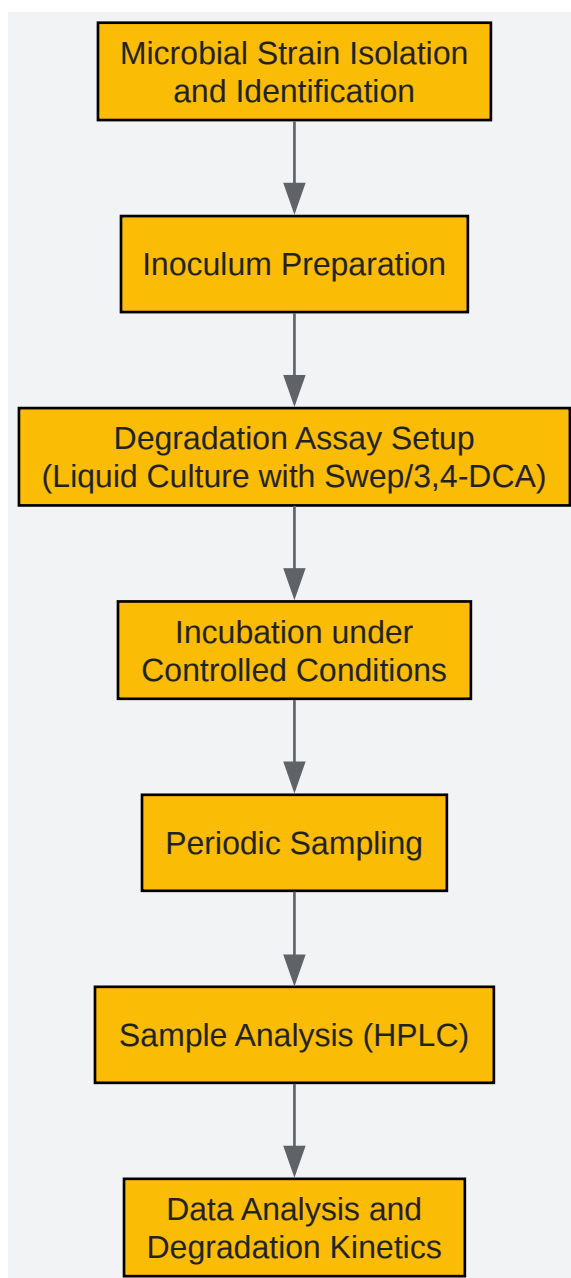 Microbial Strain Isolation
and Identification
Inoculum Preparation
Degradation Assay Setup
(Liquid Culture with Swep/3,4-DCA)
Incubation under
Controlled Conditions
Periodic Sampling
Sample Analysis (HPLC)
Data Analysis and
Degradation Kinetics